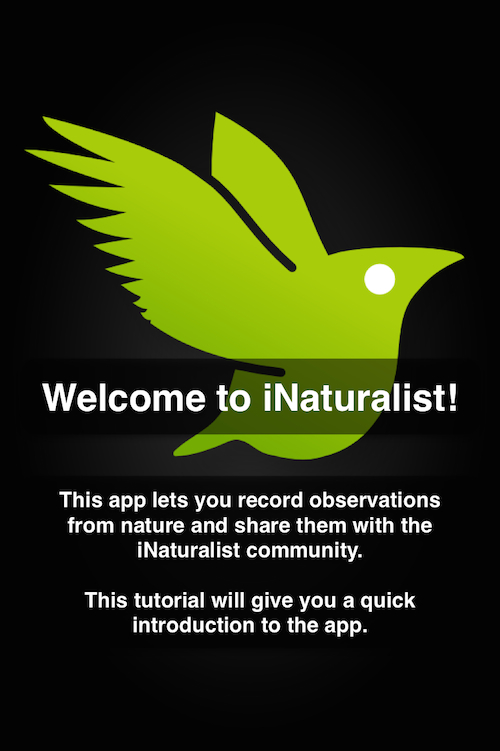 Welcome to iNaturalist!
This app lets you record observations
from nature and share them with the
iNaturalist community.
This tutorial will give you a quick
introduction to the app.